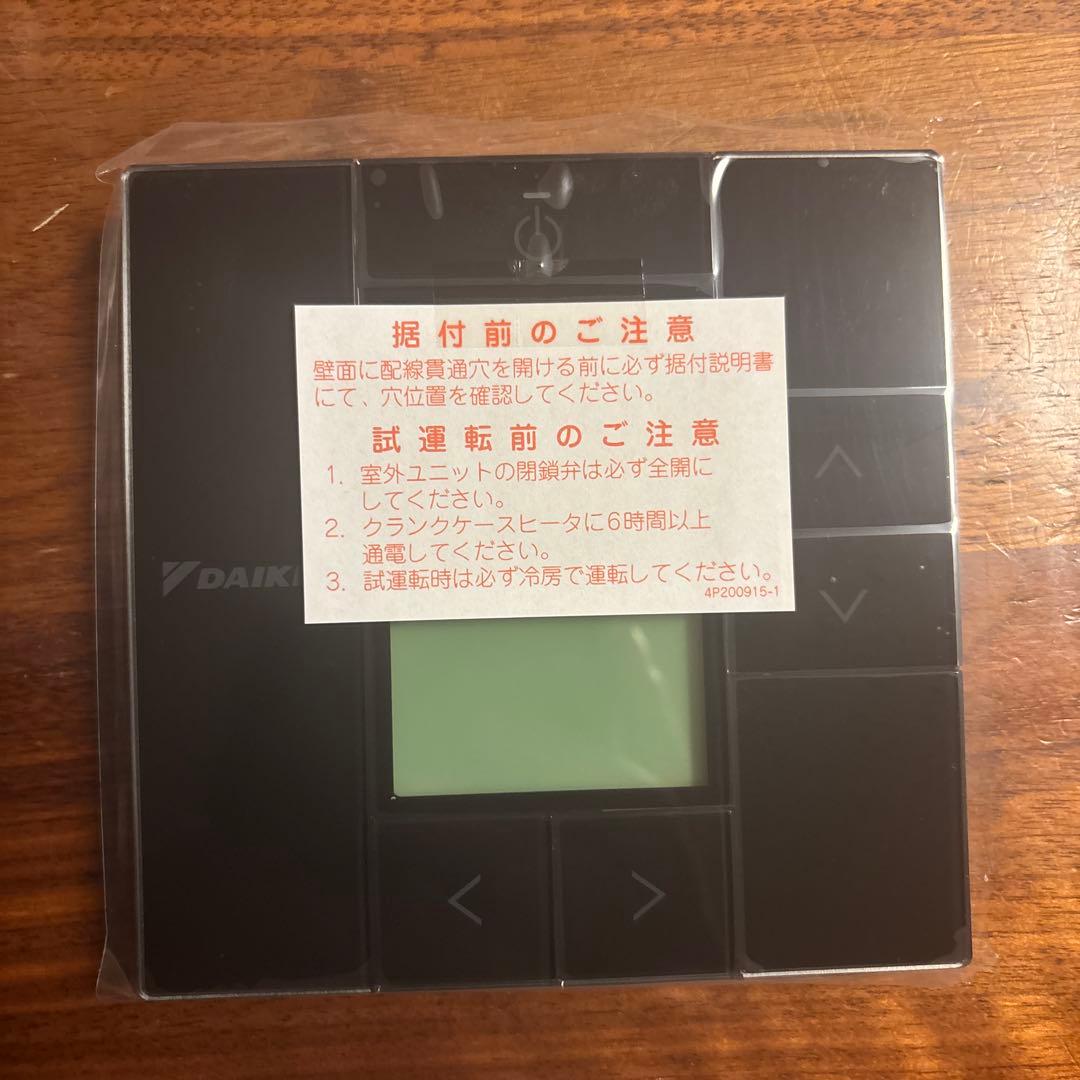 据付前のご注意
壁面に配線貫通穴を開ける前に必ず据付説明書
にて、穴位置を確認してください。
試運転前のご注意
1. 室外ユニットの閉鎖弁は必ず全開に
してください。
2. クランクケースヒータに6時間以上
通電してください。
3. 試運転時は必ず冷房で運転してください。
4P200915-1
DAIKI